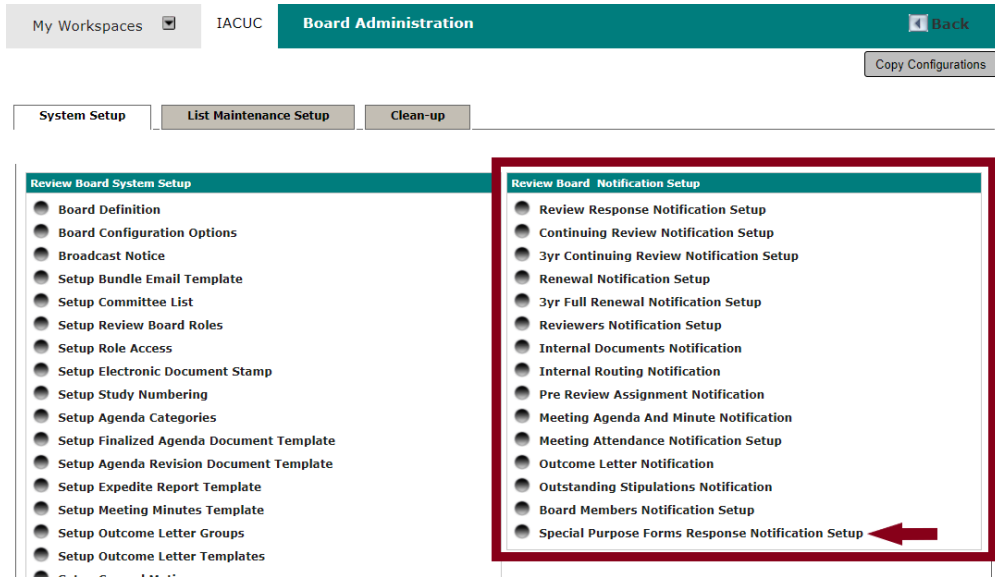 My Workspaces
IACUC
Board Administration
Back
Copy Configurations
System Setup
List Maintenance Setup
Clean-up
Review Board System Setup
Board Definition
Board Configuration Options
Broadcast Notice
Setup Bundle Email Template
Setup Committee List
Setup Review Board Roles
Setup Role Access
Setup Electronic Document Stamp
Setup Study Numbering
Setup Agenda Categories
Setup Finalized Agenda Document Template
Setup Agenda Revision Document Template
Setup Expedite Report Template
Setup Meeting Minutes Template
Setup Outcome Letter Groups
Setup Outcome Letter Templates
Review Board Notification Setup
Review Response Notification Setup
Continuing Review Notification Setup
3yr Continuing Review Notification Setup
Renewal Notification Setup
3yr Full Renewal Notification Setup
Reviewers Notification Setup
Internal Documents Notification
Internal Routing Notification
Pre Review Assignment Notification
Meeting Agenda And Minute Notification
Meeting Attendance Notification Setup
Outcome Letter Notification
Outstanding Stipulations Notification
Board Members Notification Setup
Special Purpose Forms Response Notification Setup